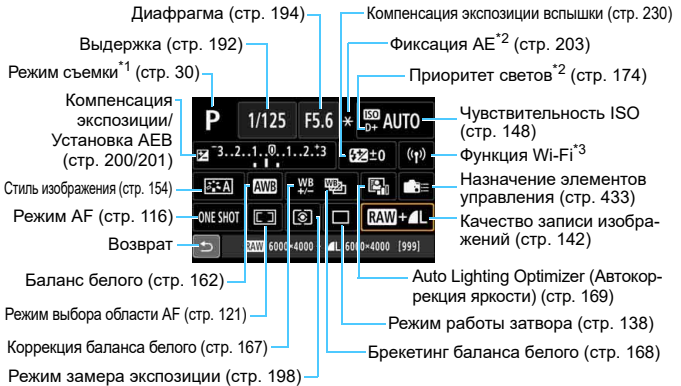 Диафрагма (стр. 194)
Компенсация экспозиции вспышки (стр. 230)
Выдержка (стр. 192)
Фиксация AE*2 (стр. 203)
Режим съемки*1 (стр. 30)
Приоритет светов*2 (стр. 174)
Компенсация
экспозиции/
Установка AEB
(стр. 200/201)
P 1/125 F5.6 ISO D+ AUTO
Чувствительность ISO
(стр. 148)
-3..2..1..0..1..2..+3 ±0
Функция Wi-Fi*3
Стиль изображения (стр. 154)
A AWB WB +/- WB
Назначение элементов
управления (стр. 433)
Режим AF (стр. 116)
ONE SHOT RAW+L
Качество записи изобра-
жений (стр. 142)
Возврат
RAW 6000×4000 L 6000×4000 [999]
Баланс белого (стр. 162)
Auto Lighting Optimizer (Автокор-
рекция яркости) (стр. 169)
Режим выбора области AF (стр. 121)
Режим работы затвора (стр. 138)
Коррекция баланса белого (стр. 167)
Брекетинг баланса белого (стр. 168)
Режим замера экспозиции (стр. 198)